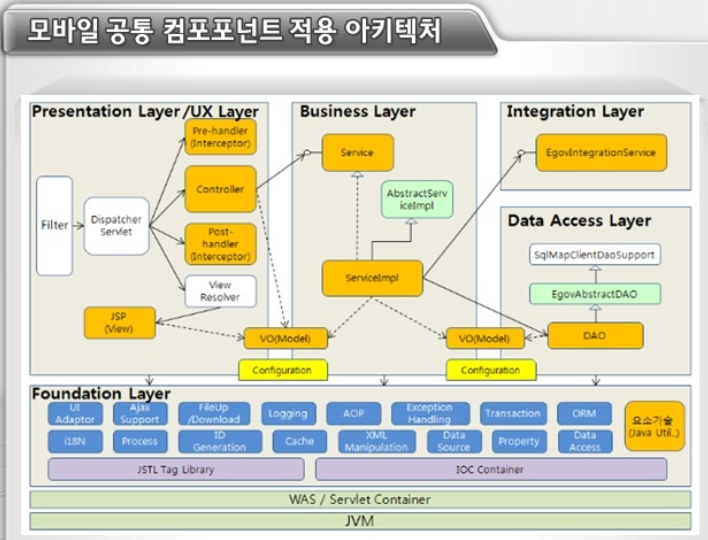 모바일 공통 컴포포넌트 적용 아키텍처
Presentation Layer/UX Layer
Pre-handler
(Interceptor)
Controller
Filter
Dispatcher
Servlet
Post-
handler
(Interceptor)
View
Resolver
JSP
(View)
VO(Model)
Configuration
Business Layer
Service
AbstractServ
iceImpl
ServiceImpl
VO(Model)
Configuration
Integration Layer
EgovIntegrationService
Data Access Layer
SqlMapClientDaoSupport
EgovAbstractDAO
DAO
Foundation Layer
UI
Adaptor
Ajax
Support
FileUp
/Download
Logging
AOP
Exception
Handling
Transaction
ORM
i18N
Process
ID
Generation
Cache
XML
Manipulation
Data
Source
Property
Data
Access
요소기술
(Java Util..)
JSTL Tag Library
IOC Container
WAS / Servlet Container
JVM